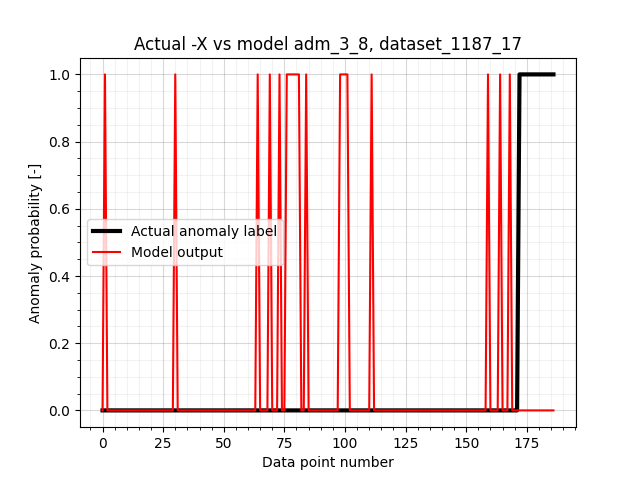 Actual -X vs model adm_3_8, dataset_1187_17
Anomaly probability [-]
1.0
0.8
0.6
0.4
0.2
0.0
Actual anomaly label
Model output
0 25 50 75 100 125 150 175
Data point number